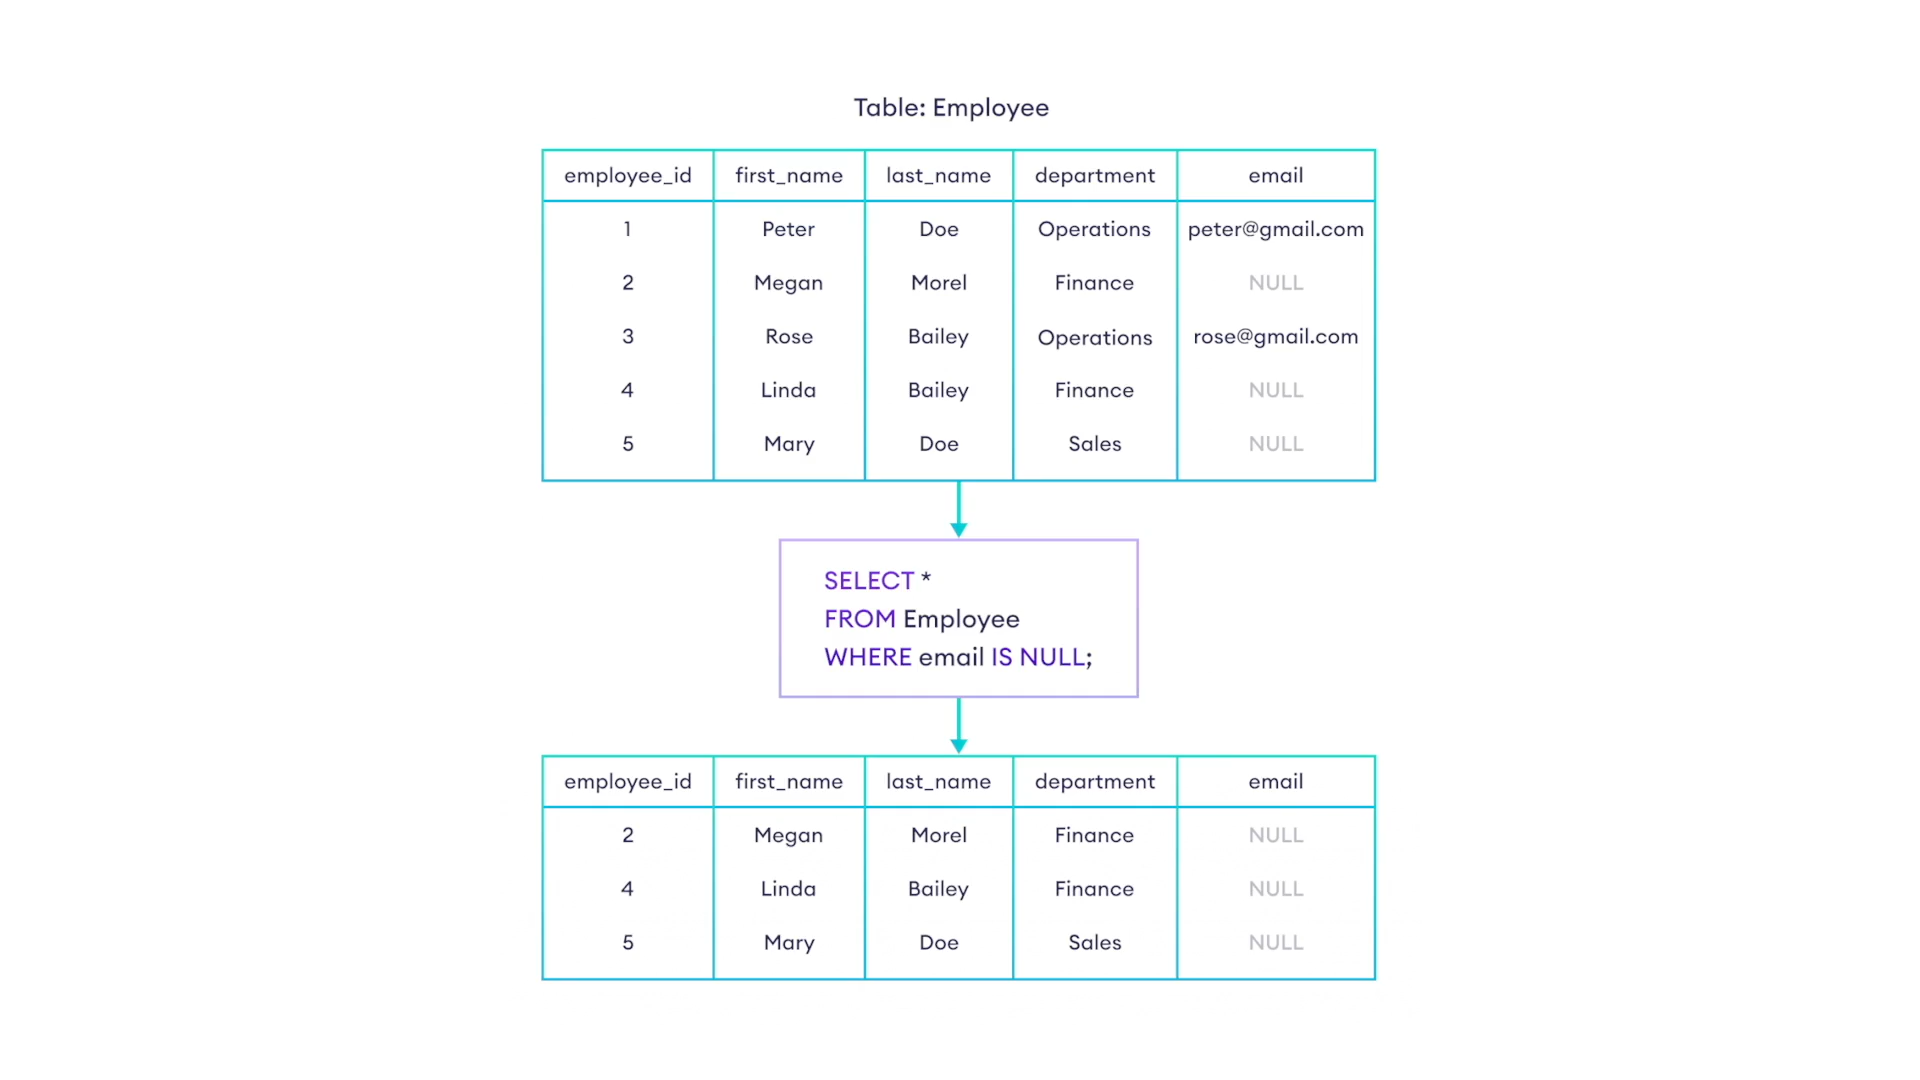 Table: Employee
employee_id first_name last_name department email
1 Peter Doe Operations peter@gmail.com
2 Megan Morel Finance NULL
3 Rose Bailey Operations rose@gmail.com
4 Linda Bailey Finance NULL
5 Mary Doe Sales NULL
SELECT *
FROM Employee
WHERE email IS NULL;
employee_id first_name last_name department email
2 Megan Morel Finance NULL
4 Linda Bailey Finance NULL
5 Mary Doe Sales NULL